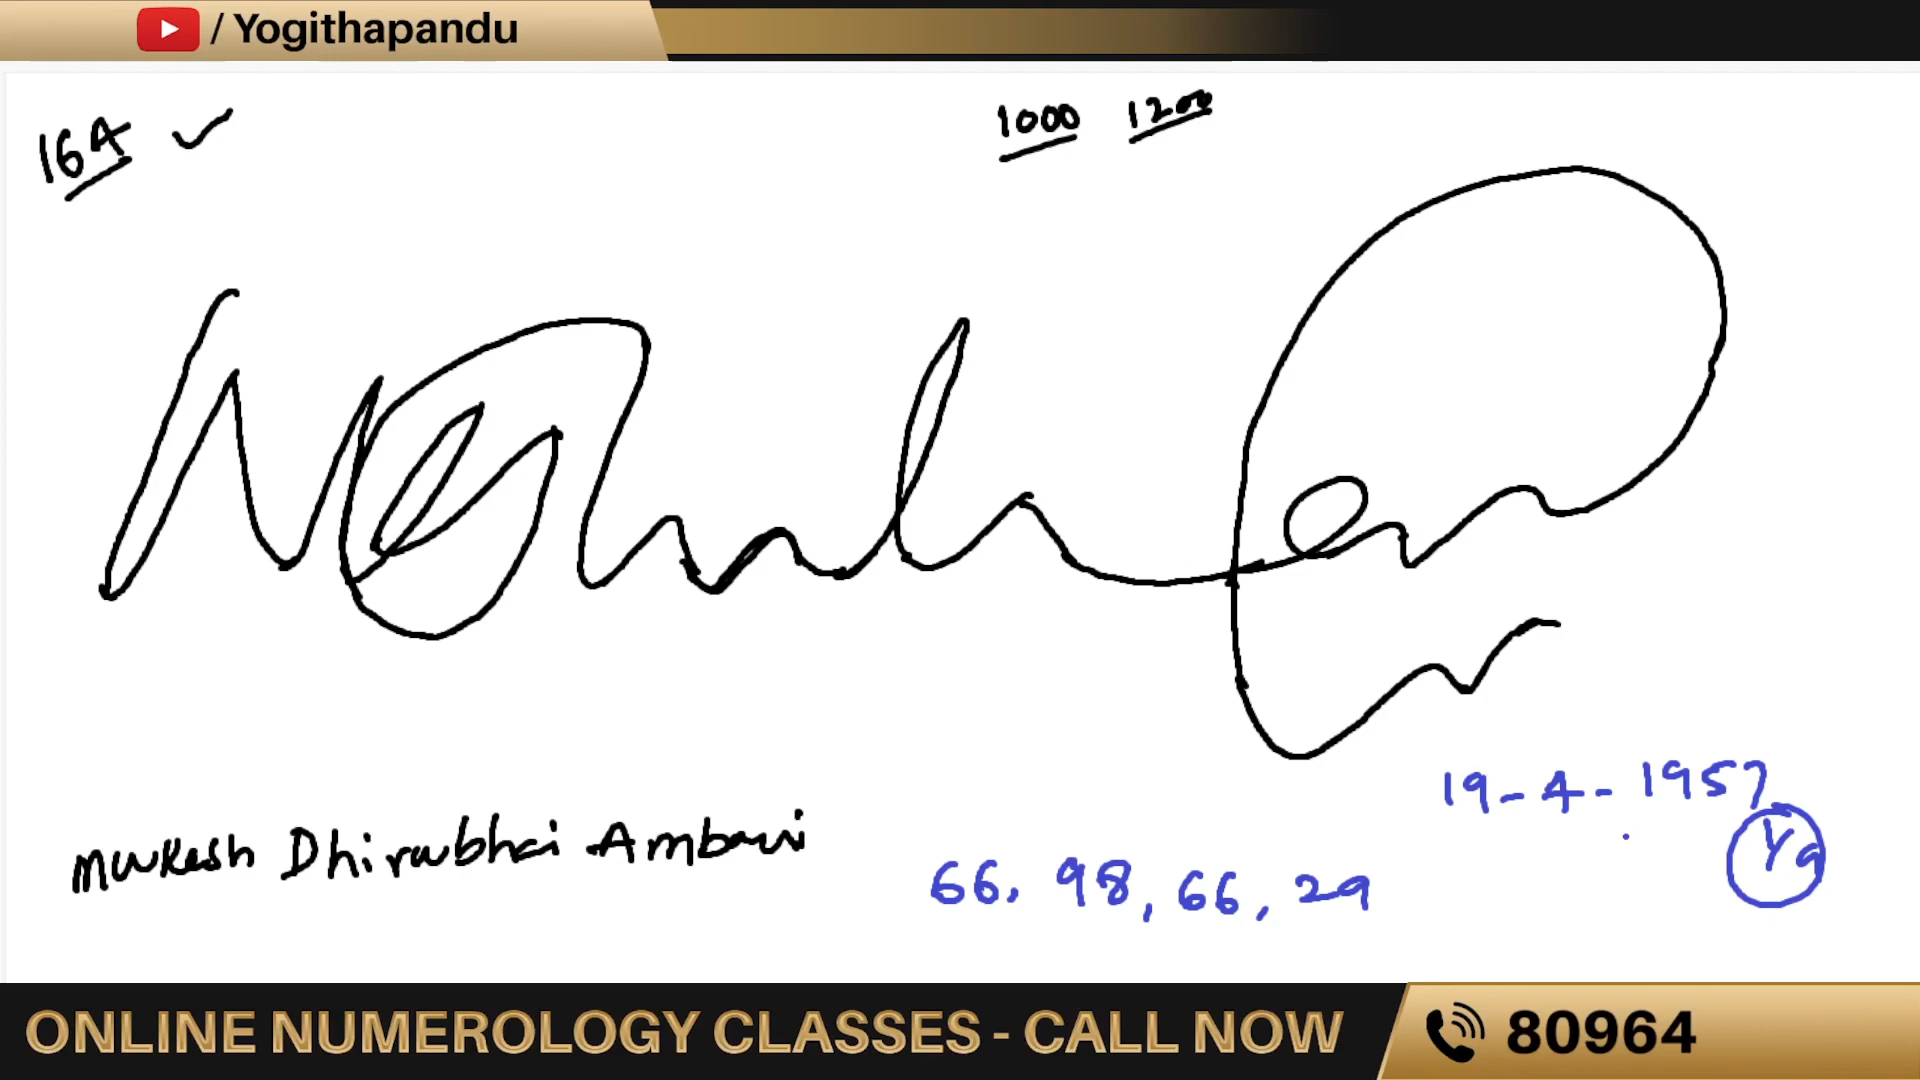 / Yogithapandu
164
1000 1200
19-4-1957
Mukesh Dhirubhai Ambani
66, 98, 66, 29
ONLINE NUMEROLOGY CLASSES - CALL NOW 80964